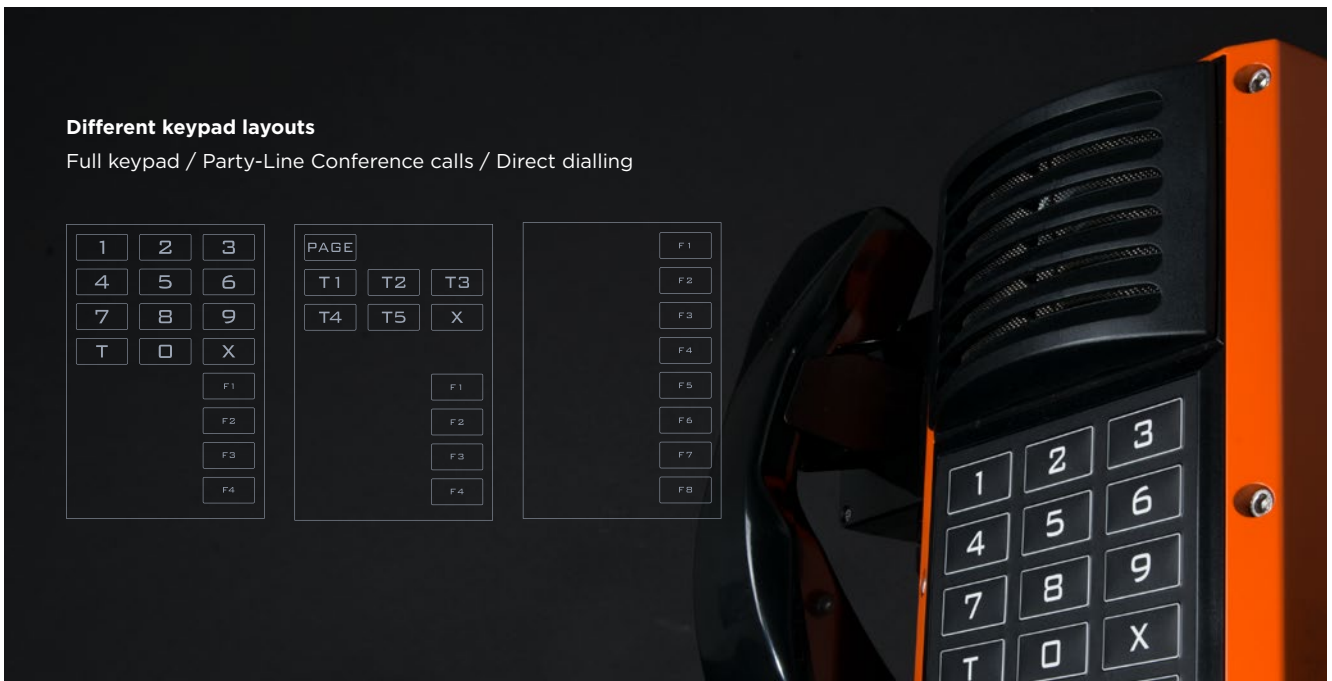 Different keypad layouts
Full keypad / Party-Line Conference calls / Direct dialling
1 2 3
4 5 6
7 8 9
T 0 X
F1
F2
F3
F4
PAGE
T1 T2 T3
T4 T5 X
F1
F2
F3
F4
F1
F2
F3
F4
F5
F6
F7
F8
1 2 3
4 5 6
7 8 9
T 0 X